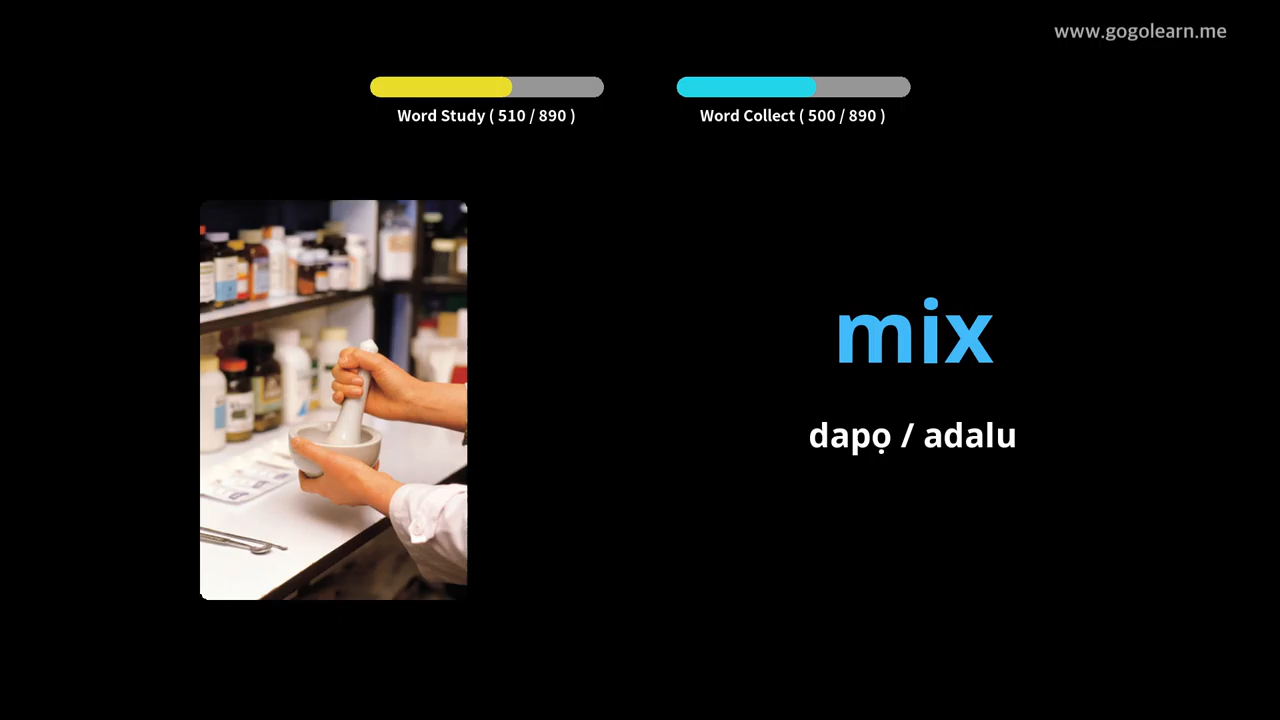 www.gogolearn.me
Word Study ( 510 / 890 )
Word Collect ( 500 / 890 )
mix
dapọ / adalu